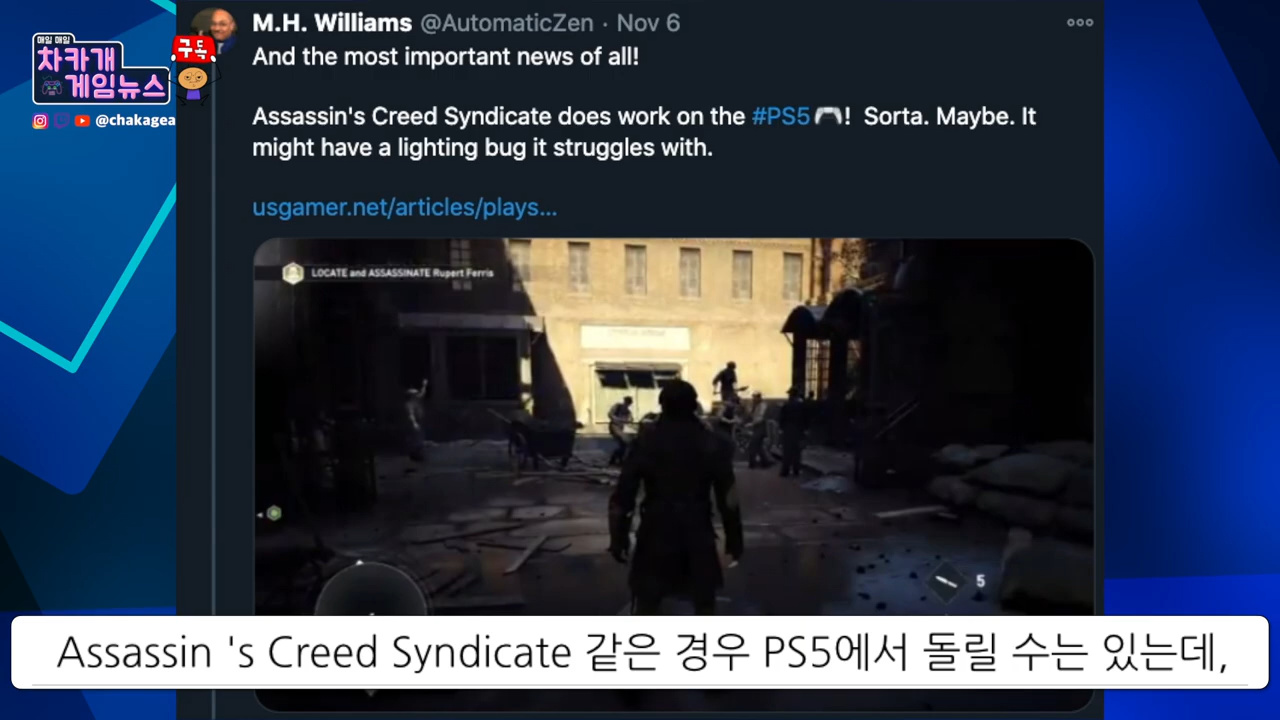 매일 매일
차카개
게임뉴스
구독
@chakagea
M.H. Williams @AutomaticZen · Nov 6
And the most important news of all!
Assassin's Creed Syndicate does work on the #PS5🎮! Sorta. Maybe. It
might have a lighting bug it struggles with.
usgamer.net/articles/plays...
LOCATE and ASSASSINATE Rupert Ferris
5
Assassin 's Creed Syndicate 같은 경우 PS5에서 돌릴 수는 있는데,